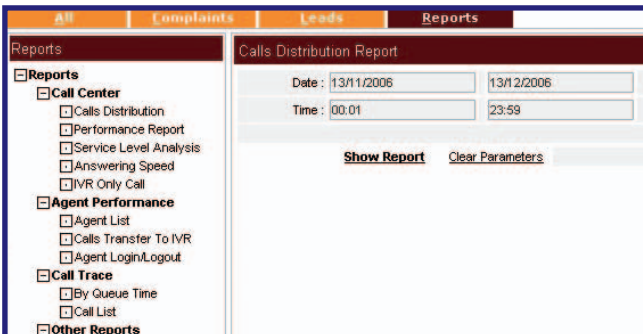 All Complaints Leads Reports
Reports
Reports
Call Center
Calls Distribution
Performance Report
Service Level Analysis
Answering Speed
IVR Only Call
Agent Performance
Agent List
Calls Transfer To IVR
Agent Login/Logout
Call Trace
By Queue Time
Call List
Other Reports
Calls Distribution Report
Date : 13/11/2006 13/12/2006
Time : 00:01 23:59
Show Report Clear Parameters